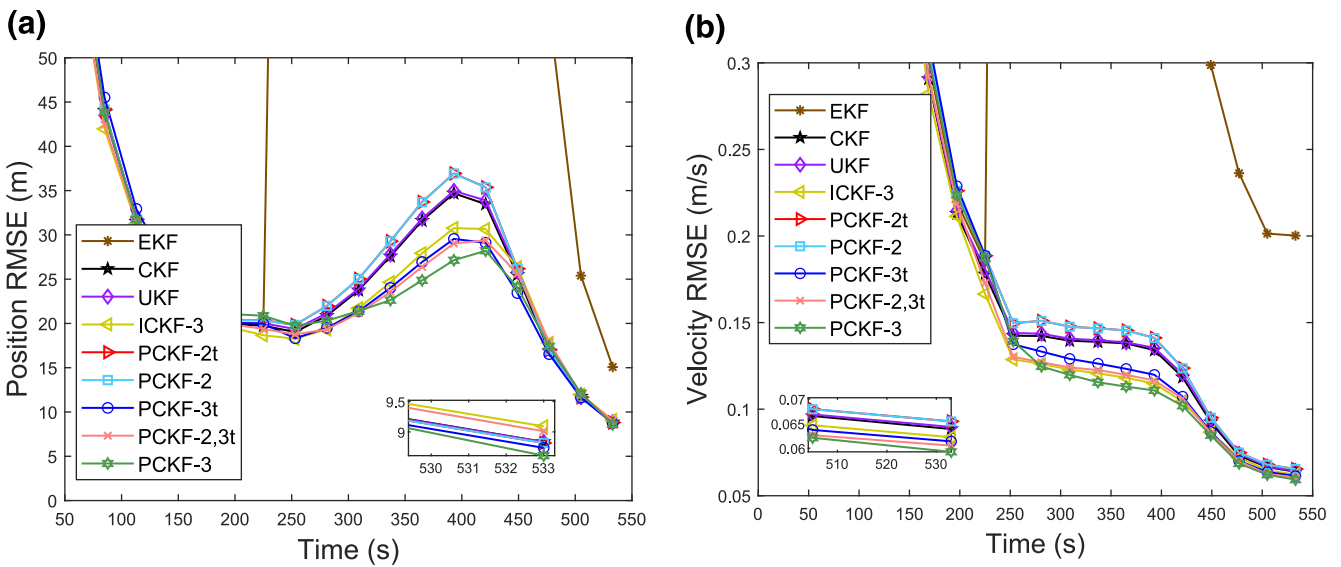 (a)
50
45
40
35
30
25
20
15
10
5
0
Position RMSE (m)
EKF
CKF
UKF
ICKF-3
PCKF-2t
PCKF-2
PCKF-3t
PCKF-2,3t
PCKF-3
9.5
9
530 531 532 533
50 100 150 200 250 300 350 400 450 500 550
Time (s)
(b)
0.3
0.25
0.2
0.15
0.1
0.05
Velocity RMSE (m/s)
EKF
CKF
UKF
ICKF-3
PCKF-2t
PCKF-2
PCKF-3t
PCKF-2,3t
PCKF-3
0.07
0.065
0.06
510 520 530
0 50 100 150 200 250 300 350 400 450 500 550
Time (s)